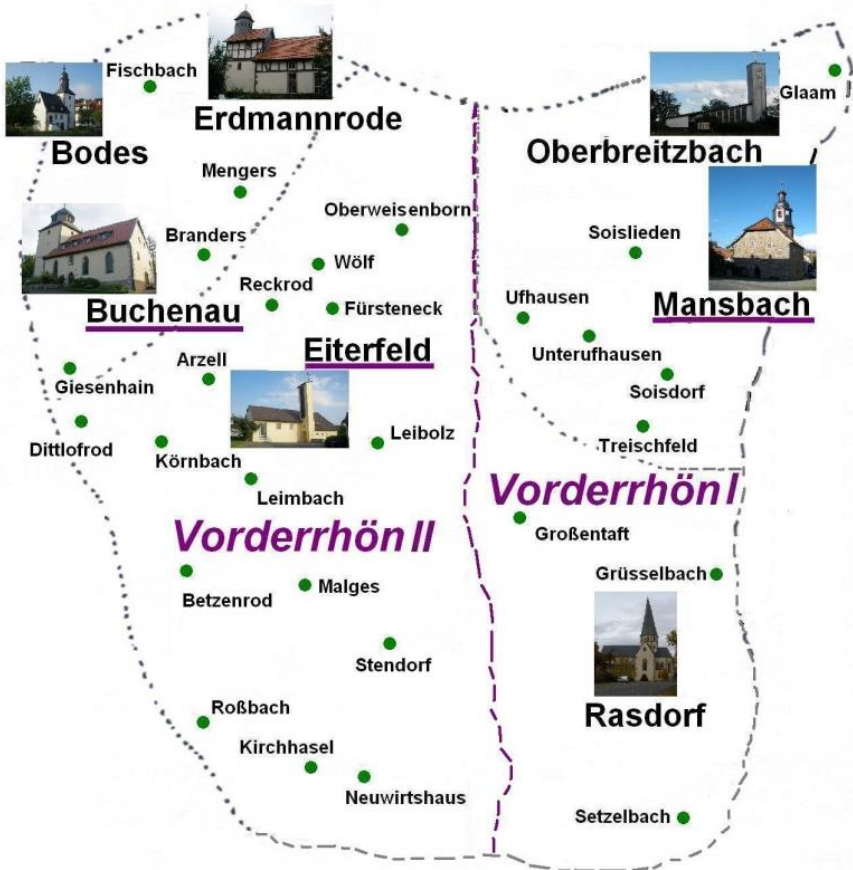 Fischbach
Glaam
Erdmannrode
Bodes
Oberbreitzbach
Mengers
Oberweisenborn
Branders
Soislieden
Wölf
Reckrod
Ufhausen
Buchenau
Fürsteneck
Mansbach
Eiterfeld
Unterufhausen
Arzell
Giesenhain
Soisdorf
Leibolz
Dittlofrod
Treischfeld
Körnbach
Leimbach
Vorderrhön I
Vorderrhön II
Großentaft
Grüsselbach
Betzenrod
Malges
Stendorf
Roßbach
Rasdorf
Kirchhasel
Neuwirtshaus
Setzelbach